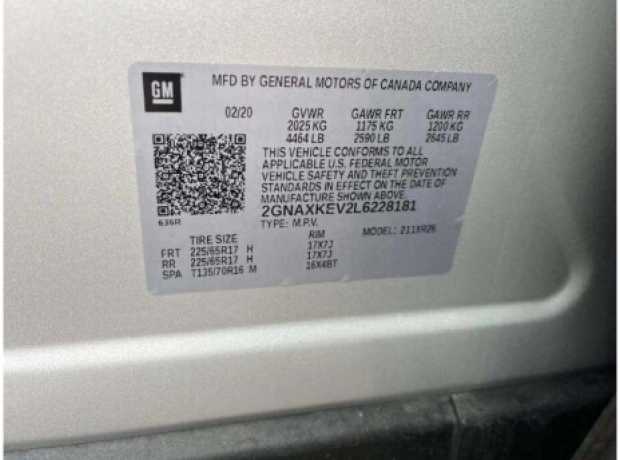 GM
MFD BY GENERAL MOTORS OF CANADA COMPANY
02/20 GVWR GAWR FRT GAWR RR
2025 KG 1175 KG 1200 KG
4464 LB 2590 LB 2645 LB
THIS VEHICLE CONFORMS TO ALL
APPLICABLE U.S. FEDERAL MOTOR
VEHICLE SAFETY AND THEFT PREVENTION
STANDARDS IN EFFECT ON THE DATE OF
MANUFACTURE SHOWN ABOVE.
2GNAXKEV2L6228181
636R
TYPE: M.P.V. MODEL: 211XR26
TIRE SIZE RIM
FRT 225/65R17 H 17X7J
RR 225/65R17 H 17X7J
SPA T135/70R16 M 16X4BT